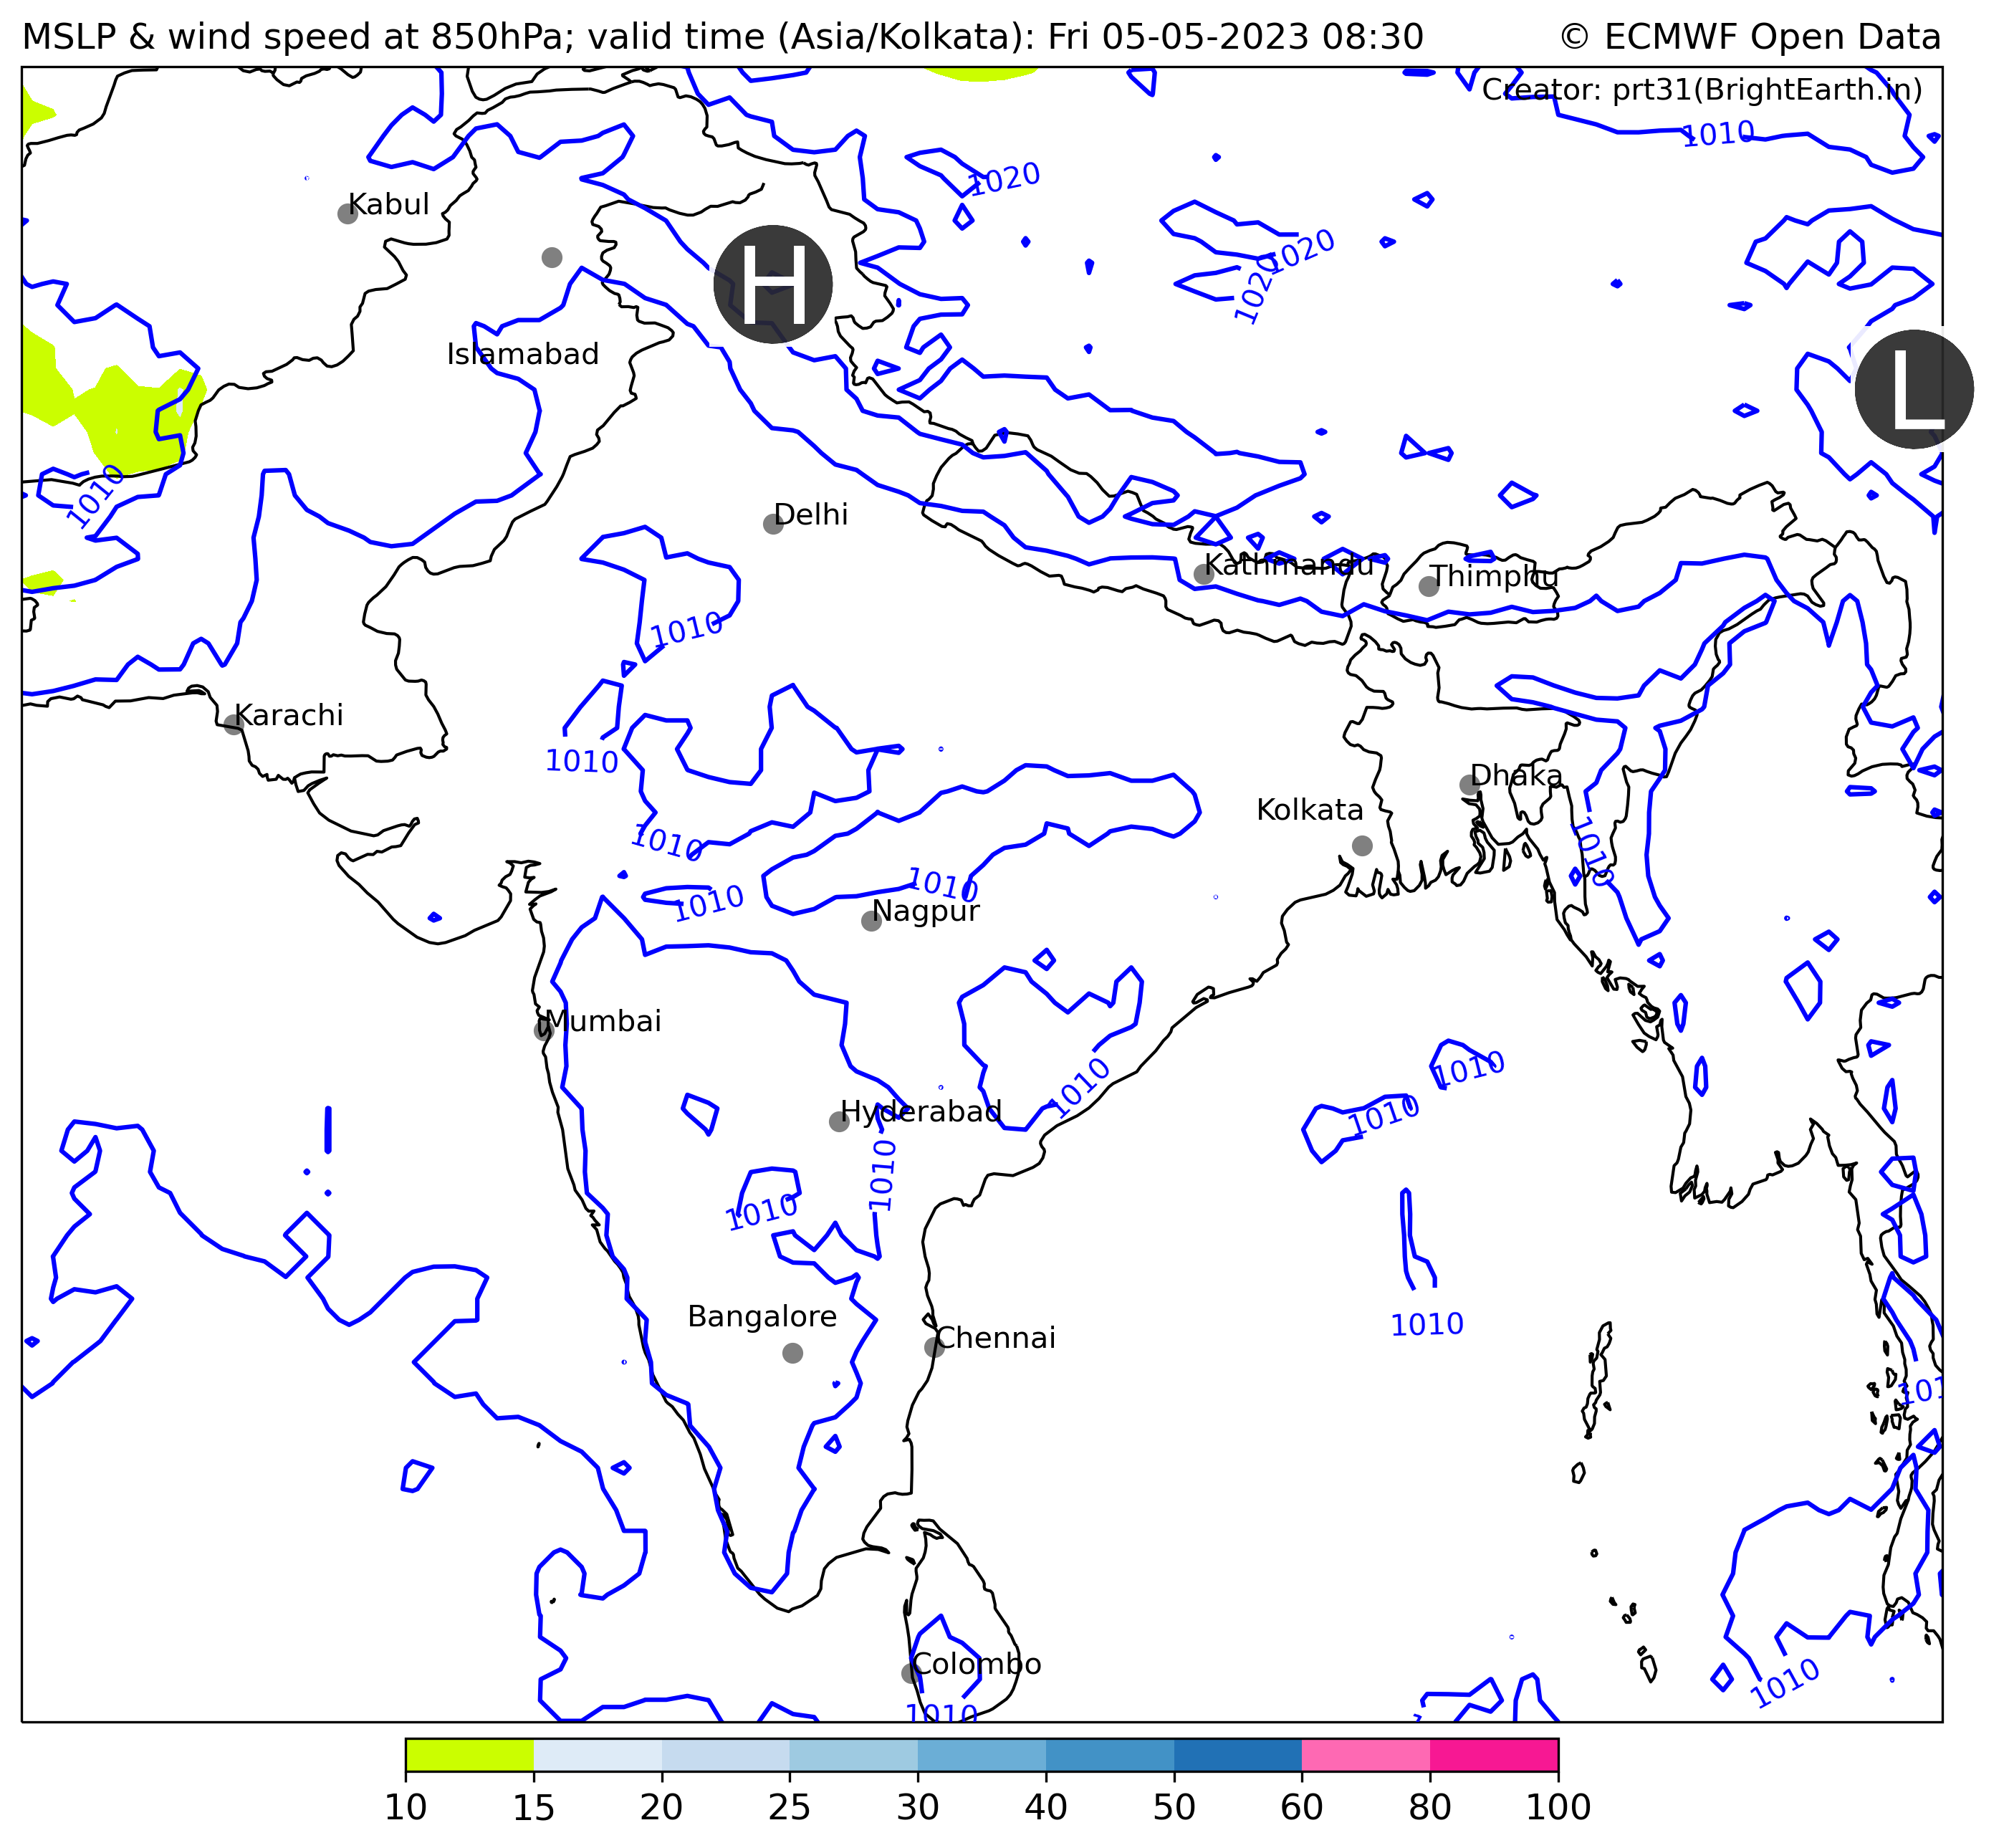 MSLP & wind speed at 850hPa; valid time (Asia/Kolkata): Fri 05-05-2023 08:30
© ECMWF Open Data
Creator: prt31(BrightEarth.in)
1010
1020
Kabul
1020
1020
H
Islamabad
L
1010
Delhi
Kathmandu
Thimphu
1010
Karachi
1010
Dhaka
Kolkata
1010
1010
1010
1010
Nagpur
Mumbai
1010
1010
Hyderabad
1010
1010
1010
Bangalore
Chennai
1010
101
Colombo
1010
1010
10 15 20 25 30 40 50 60 80 100